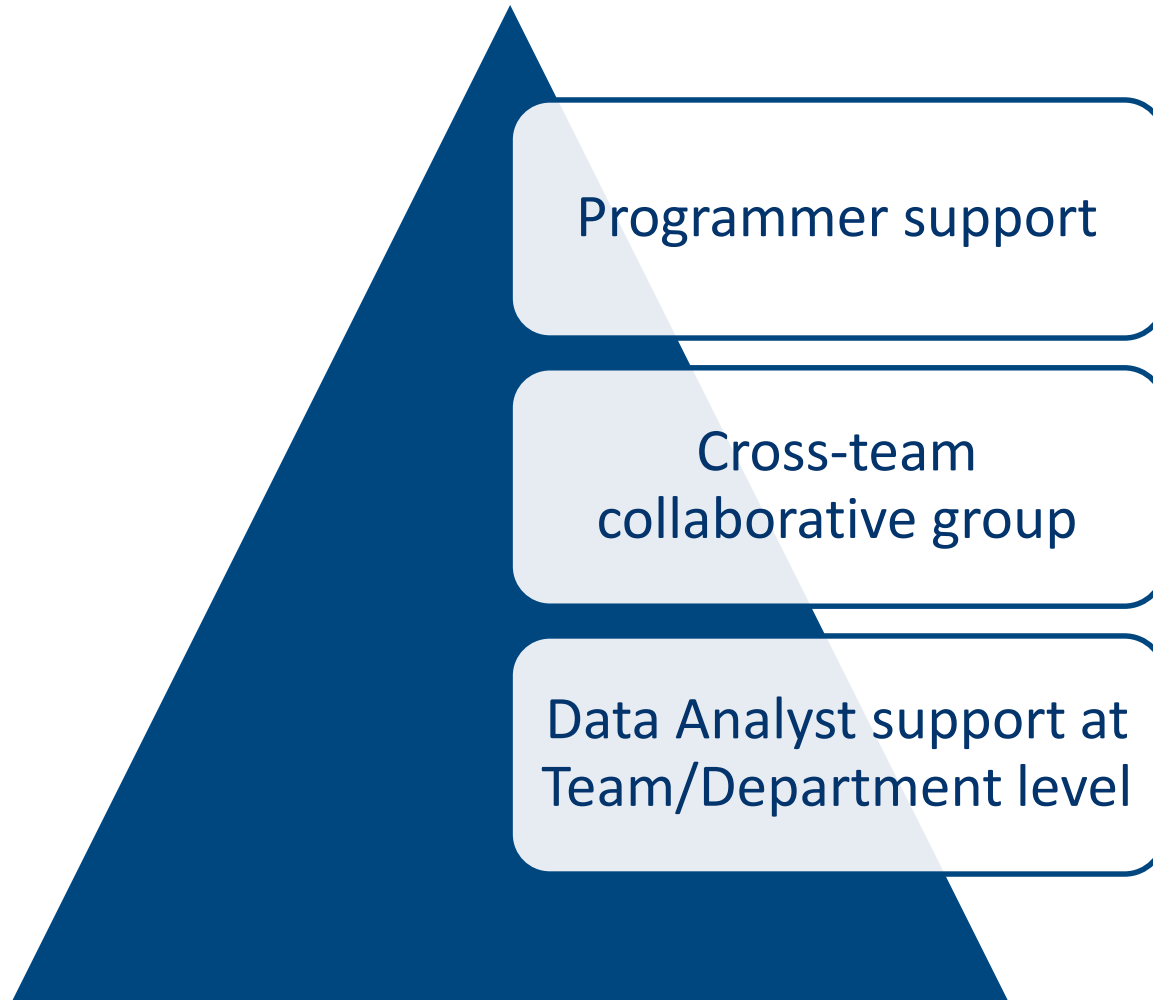 Programmer support
Cross-team
collaborative group
Data Analyst support at
Team/Department level